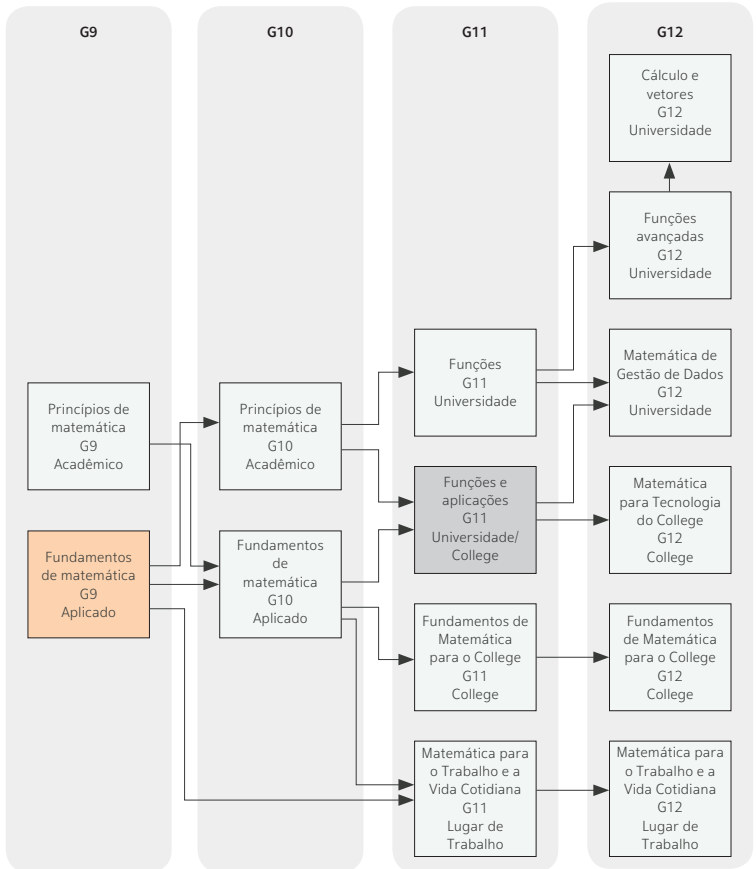 G9
G10
G11
G12
Cálculo e
vetores
G12
Universidade
Funções
avançadas
G12
Universidade
Funções
G11
Universidade
Matemática de
Gestão de Dados
G12
Universidade
Princípios de
matemática
G9
Acadêmico
Princípios de
matemática
G10
Acadêmico
Funções e
aplicações
G11
Universidade/
College
Matemática
para Tecnologia
do College
G12
College
Fundamentos
de matemática
G9
Aplicado
Fundamentos
de
matemática
G10
Aplicado
Fundamentos de
Matemática
para o College
G11
College
Fundamentos
de Matemática
para o College
G12
College
Matemática para
o Trabalho e a
Vida Cotidiana
G11
Lugar de
Trabalho
Matemática para
o Trabalho e a
Vida Cotidiana
G12
Lugar de
Trabalho